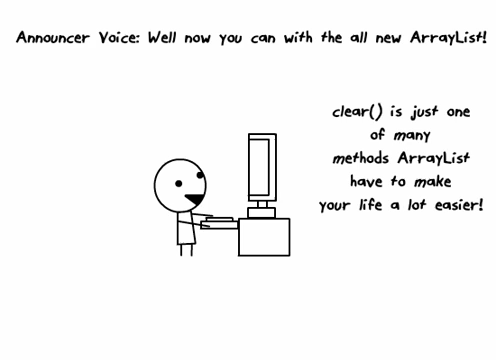 Announcer Voice: Well now you can with the all new ArrayList!
clear() is just one
of many
methods ArrayList
have to make
your life a lot easier!